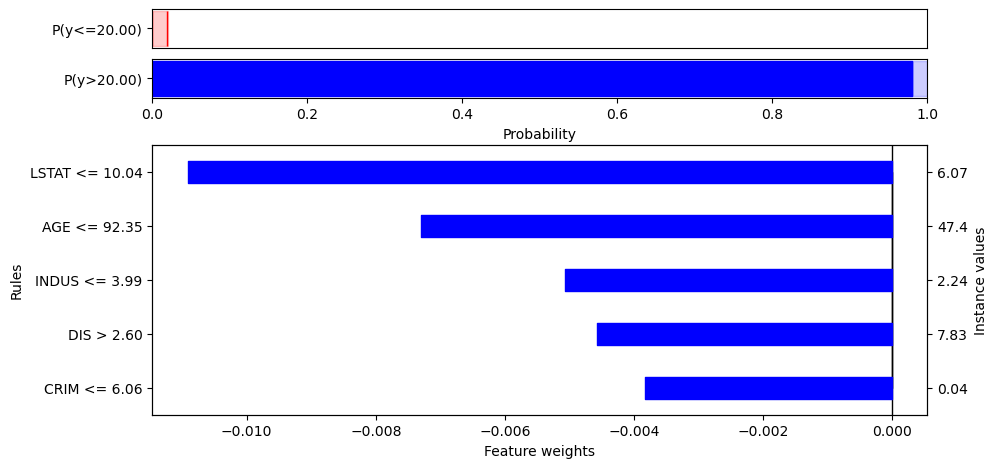 P(y<=20.00)
P(y>20.00)
0.0 0.2 0.4 0.6 0.8 1.0
Probability
LSTAT <= 10.04 6.07
AGE <= 92.35 47.4
INDUS <= 3.99 2.24
DIS > 2.60 7.83
CRIM <= 6.06 0.04
Rules
Instance values
−0.010 −0.008 −0.006 −0.004 −0.002 0.000
Feature weights